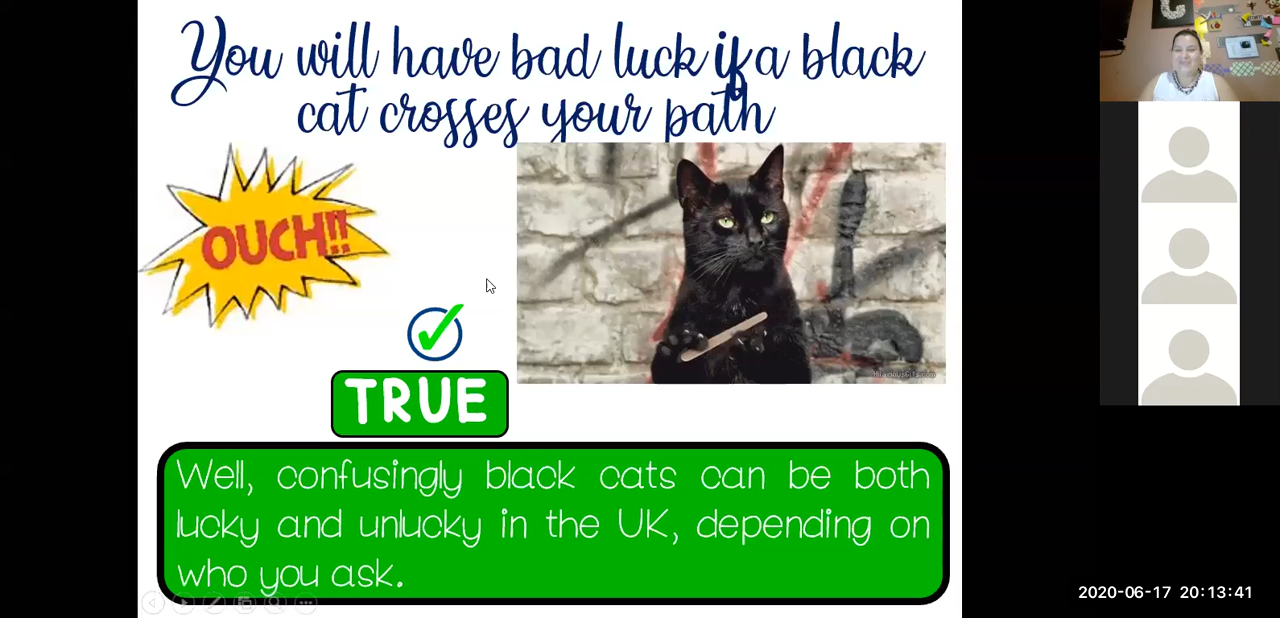 You will have bad luck if a black
cat crosses your path
OUCH!!
TRUE
Well, confusingly black cats can be both
lucky and unlucky in the UK, depending on
who you ask.
2020-06-17 20:13:41